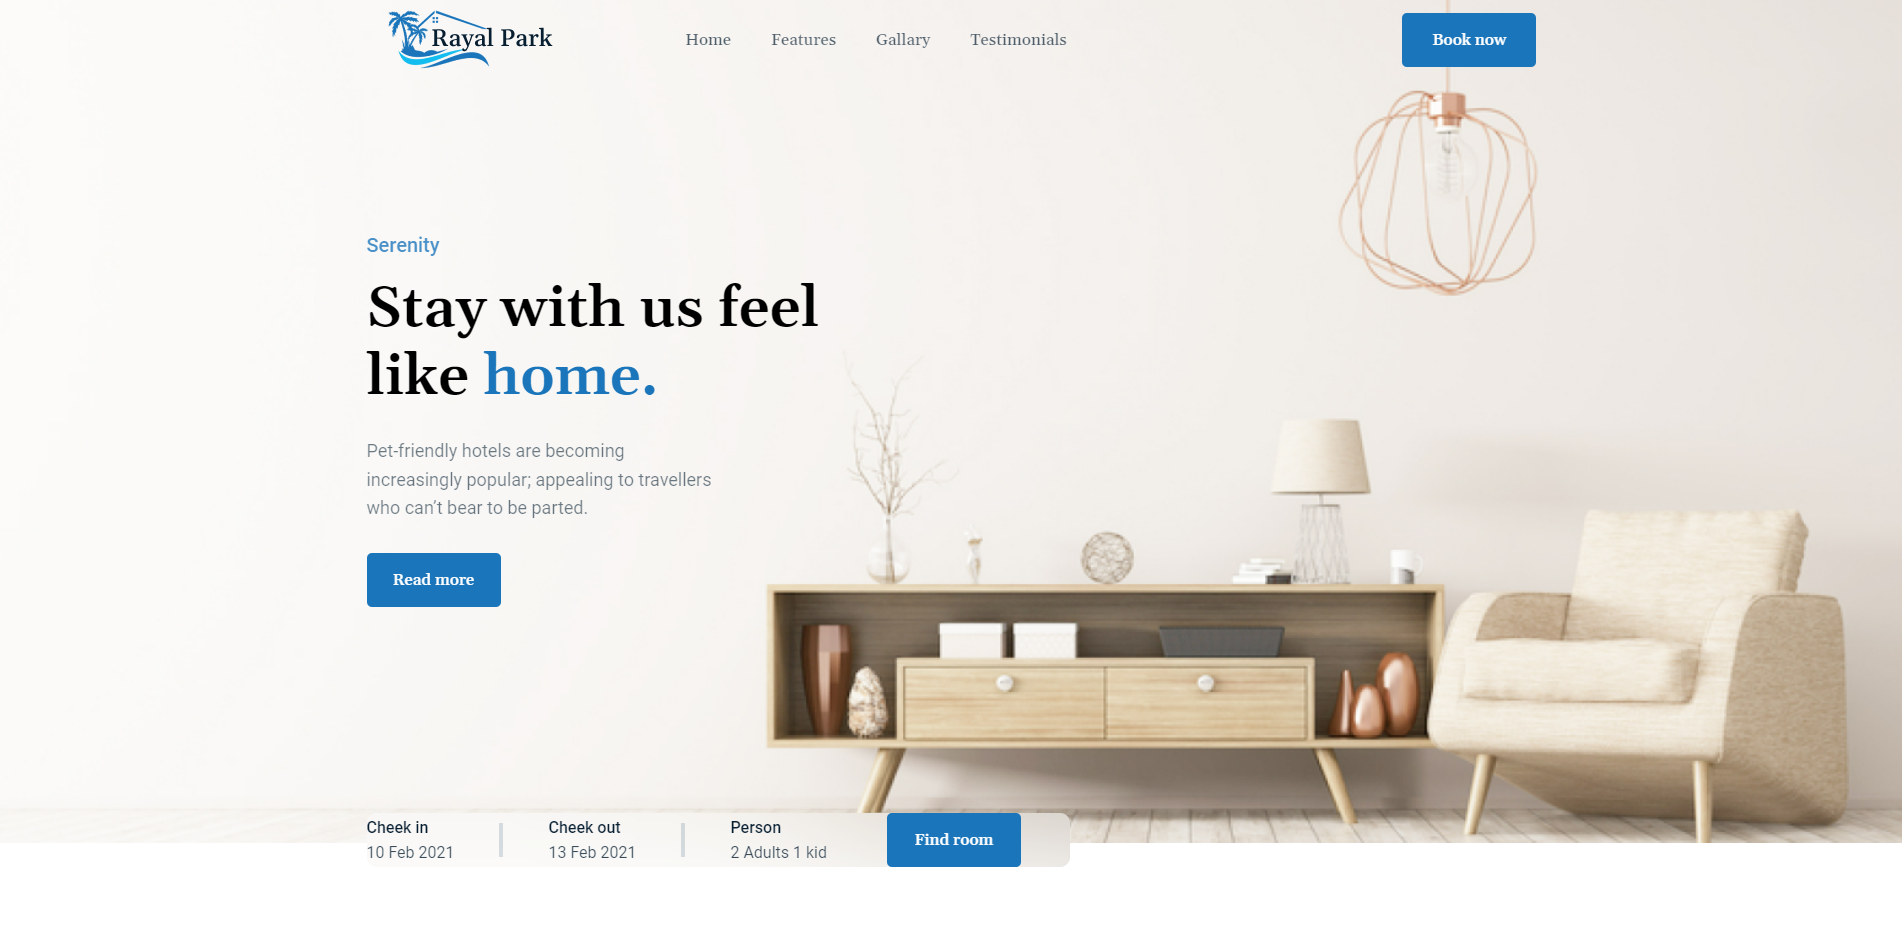 Rayal Park
Home
Features
Gallary
Testimonials
Book now
Serenity
Stay with us feel
like home.
Pet-friendly hotels are becoming
increasingly popular; appealing to travellers
who can't bear to be parted.
Read more
Cheek in
10 Feb 2021
Cheek out
13 Feb 2021
Person
2 Adults 1 kid
Find room